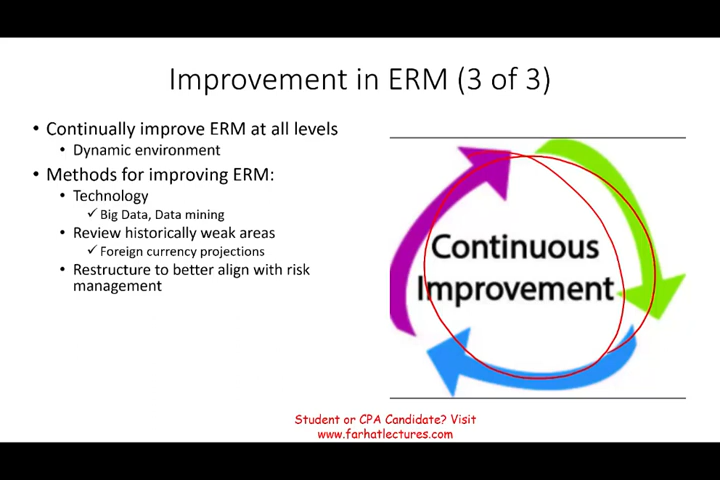 Improvement in ERM (3 of 3)
• Continually improve ERM at all levels
• Dynamic environment
• Methods for improving ERM:
• Technology
✓ Big Data, Data mining
• Review historically weak areas
✓ Foreign currency projections
• Restructure to better align with risk
management
Continuous
Improvement
Student or CPA Candidate? Visit
www.farhatlectures.com